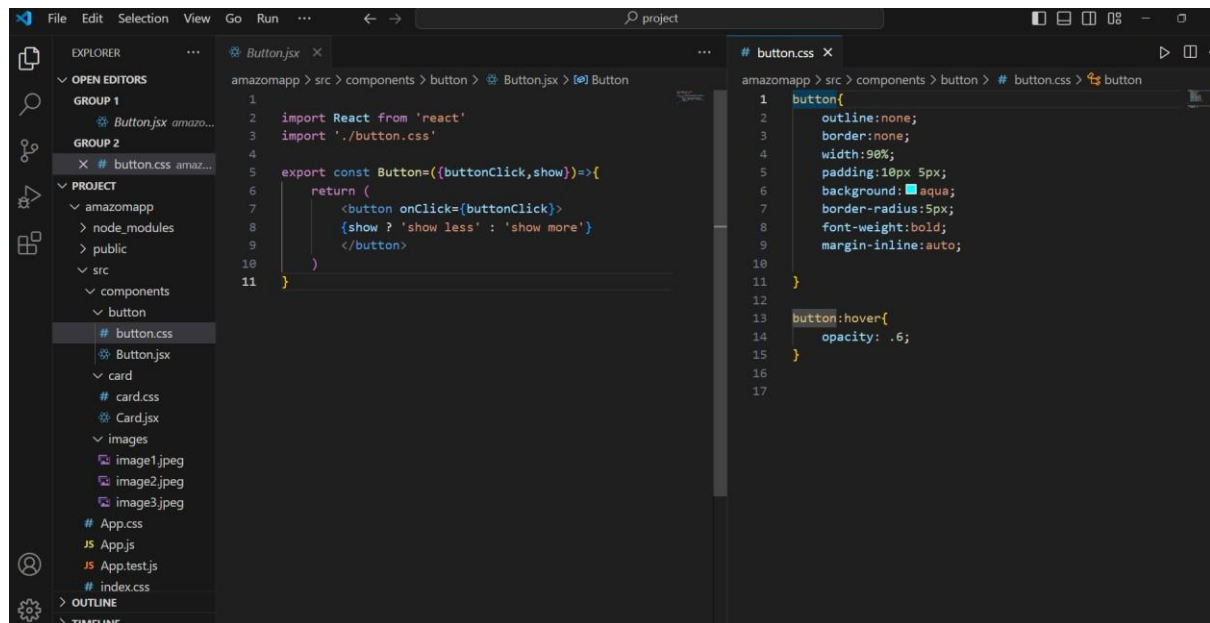 File Edit Selection View Go Run ··· ← → project
EXPLORER ···
OPEN EDITORS
GROUP 1
Button.jsx amazo...
GROUP 2
# button.css amaz...
PROJECT
amazomapp
node_modules
public
src
components
button
# button.css
Button.jsx
card
# card.css
Card.jsx
images
image1.jpeg
image2.jpeg
image3.jpeg
# App.css
JS App.js
JS App.test.js
# index.css
OUTLINE
TIMELINE
Button.jsx ···
amazomapp > src > components > button > Button.jsx > Button
1
2 import React from 'react'
3 import './button.css'
4
5 export const Button=({buttonClick,show})=>{
6 return (
7 <button onClick={buttonClick}>
8 {show ? 'show less' : 'show more'}
9 </button>
10 )
11 }
# button.css
amazomapp > src > components > button > # button.css > button
1 button{
2 outline:none;
3 border:none;
4 width:90%;
5 padding:10px 5px;
6 background:aqua;
7 border-radius:5px;
8 font-weight:bold;
9 margin-inline:auto;
10
11 }
12
13 button:hover{
14 opacity: .6;
15 }
16
17